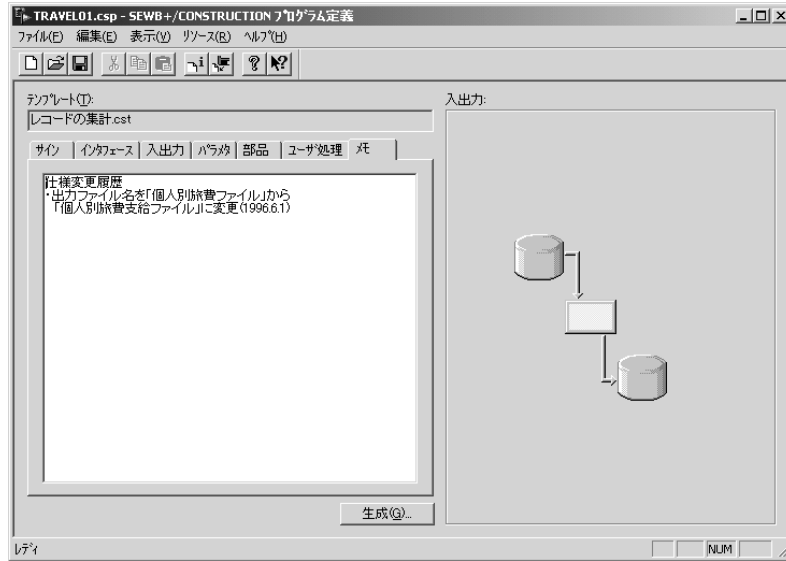 TRAVEL01.csp - SEWB+/CONSTRUCTION ﾌﾟﾛｸﾞﾗﾑ定義
ﾌｧｲﾙ(F) 編集(E) 表示(V) ﾘｿｰｽ(R) ﾍﾙﾌﾟ(H)
ﾃﾝﾌﾟﾚｰﾄ(T):
レコードの集計.cst
ｻｲﾝ ｲﾝﾀﾌｪｰｽ 入出力 ﾊﾟﾗﾒﾀ 部品 ﾕｰｻﾞ処理 ﾒﾓ
仕様変更履歴
・出力ファイル名を「個人別旅費ファイル」から
「個人別旅費支給ファイル」に変更(1996.6.1)
生成(G)...
入出力:
ﾚﾃﾞｨ
NUM